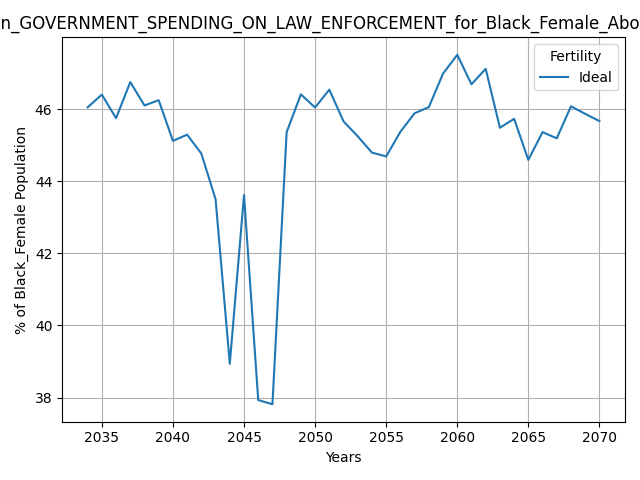 n_GOVERNMENT_SPENDING_ON_LAW_ENFORCEMENT_for_Black_Female_Abo
Fertility
Ideal
% of Black_Female Population
46
44
42
40
38
2035 2040 2045 2050 2055 2060 2065 2070
Years